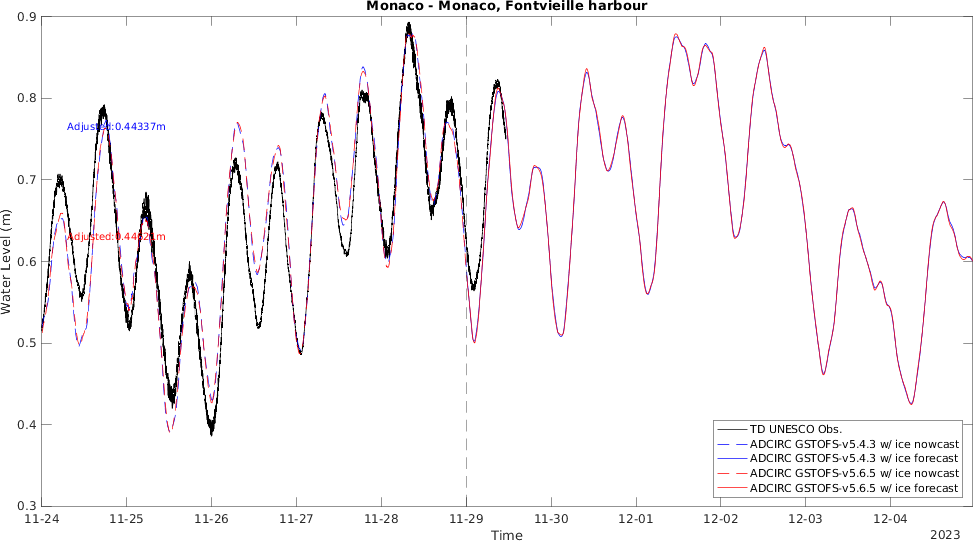 Monaco - Monaco, Fontvieille harbour
0.9
0.8
0.7
0.6
0.5
0.4
0.3
Water Level (m)
Adjusted:0.44337m
TD UNESCO Obs.
ADCIRC GSTOFS-v5.4.3 w/ ice nowcast
ADCIRC GSTOFS-v5.4.3 w/ ice forecast
ADCIRC GSTOFS-v5.6.5 w/ ice nowcast
ADCIRC GSTOFS-v5.6.5 w/ ice forecast
11-24 11-25 11-26 11-27 11-28 11-29 11-30 12-01 12-02 12-03 12-04
Time
2023